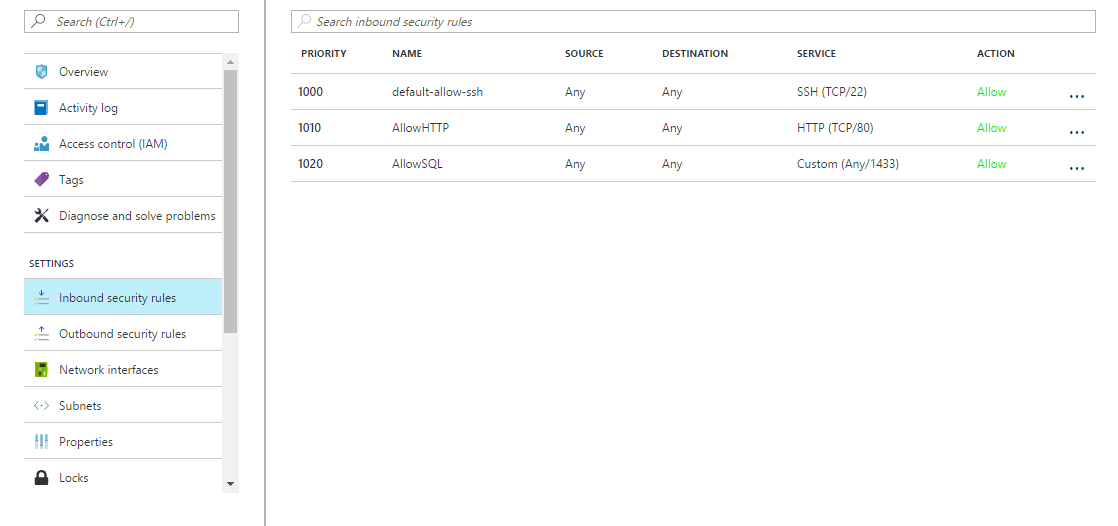 Search (Ctrl+/)
Overview
Activity log
Access control (IAM)
Tags
Diagnose and solve problems
SETTINGS
Inbound security rules
Outbound security rules
Network interfaces
Subnets
Properties
Locks
Search inbound security rules
PRIORITY NAME SOURCE DESTINATION SERVICE ACTION
1000 default-allow-ssh Any Any SSH (TCP/22) Allow ...
1010 AllowHTTP Any Any HTTP (TCP/80) Allow ...
1020 AllowSQL Any Any Custom (Any/1433) Allow ...